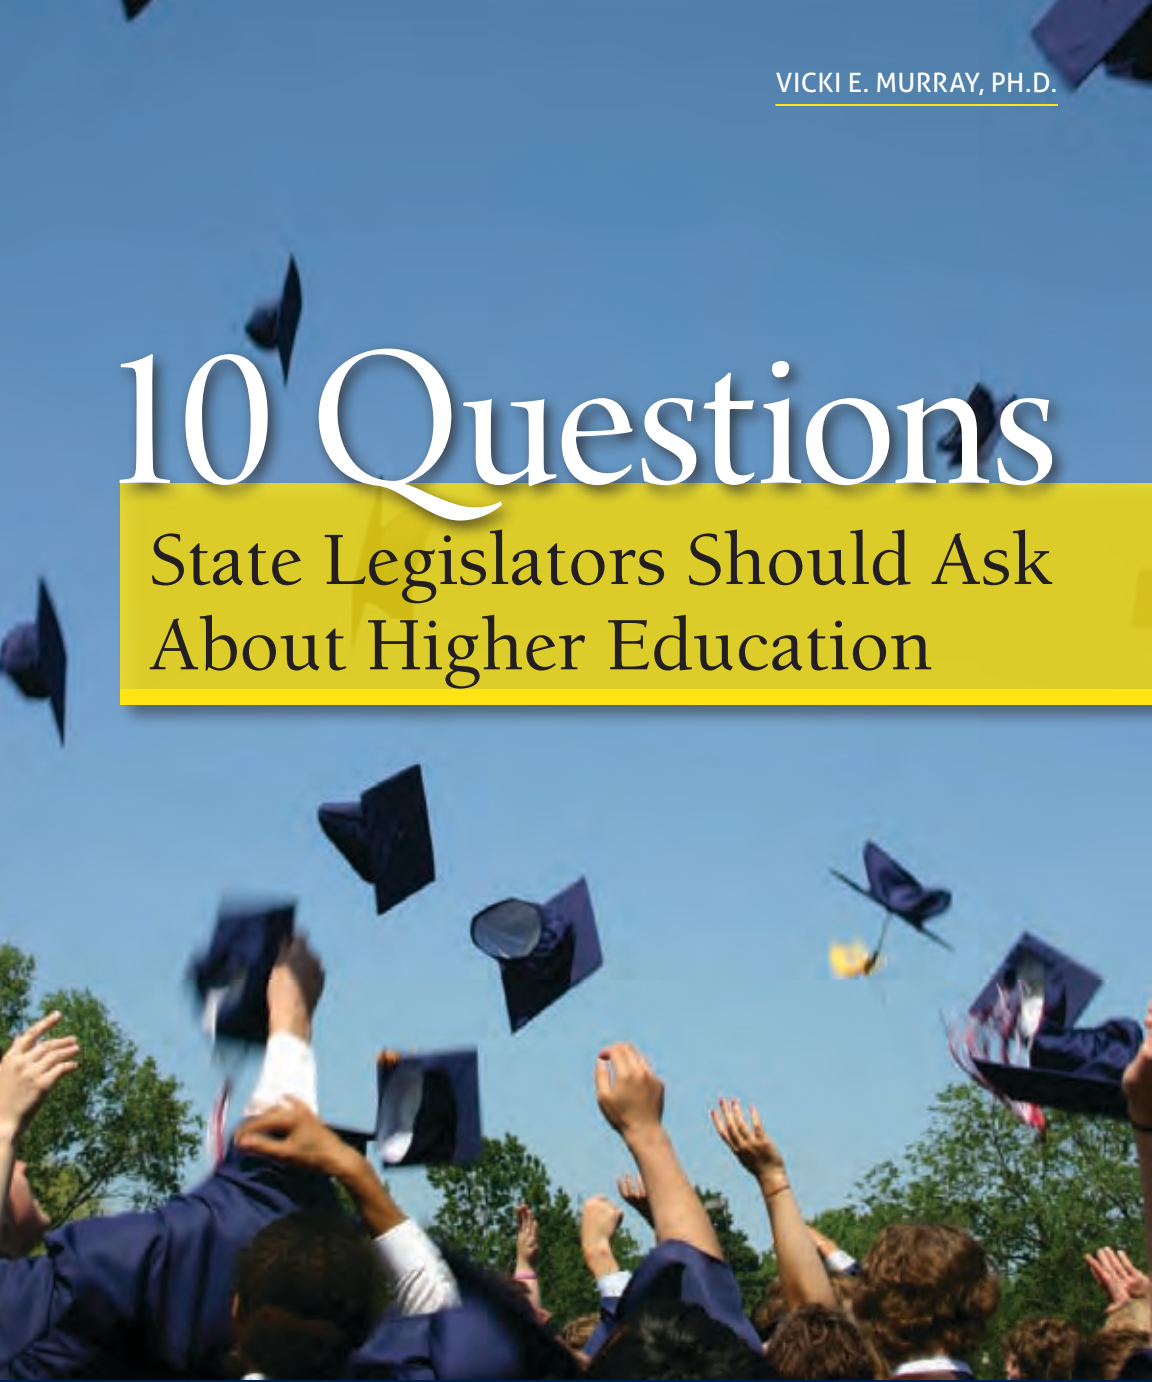 VICKI E. MURRAY, PH.D.
10 Questions
State Legislators Should Ask
About Higher Education